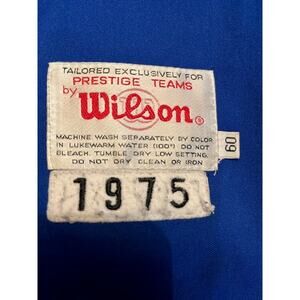 TAILORED EXCLUSIVELY FOR
PRESTIGE TEAMS
by Wilson®
MACHINE WASH SEPARATELY BY COLOR
IN LUKEWARM WATER (100°) DO NOT
BLEACH. TUMBLE DRY LOW SETTING.
DO NOT DRY CLEAN OR IRON
60
1975